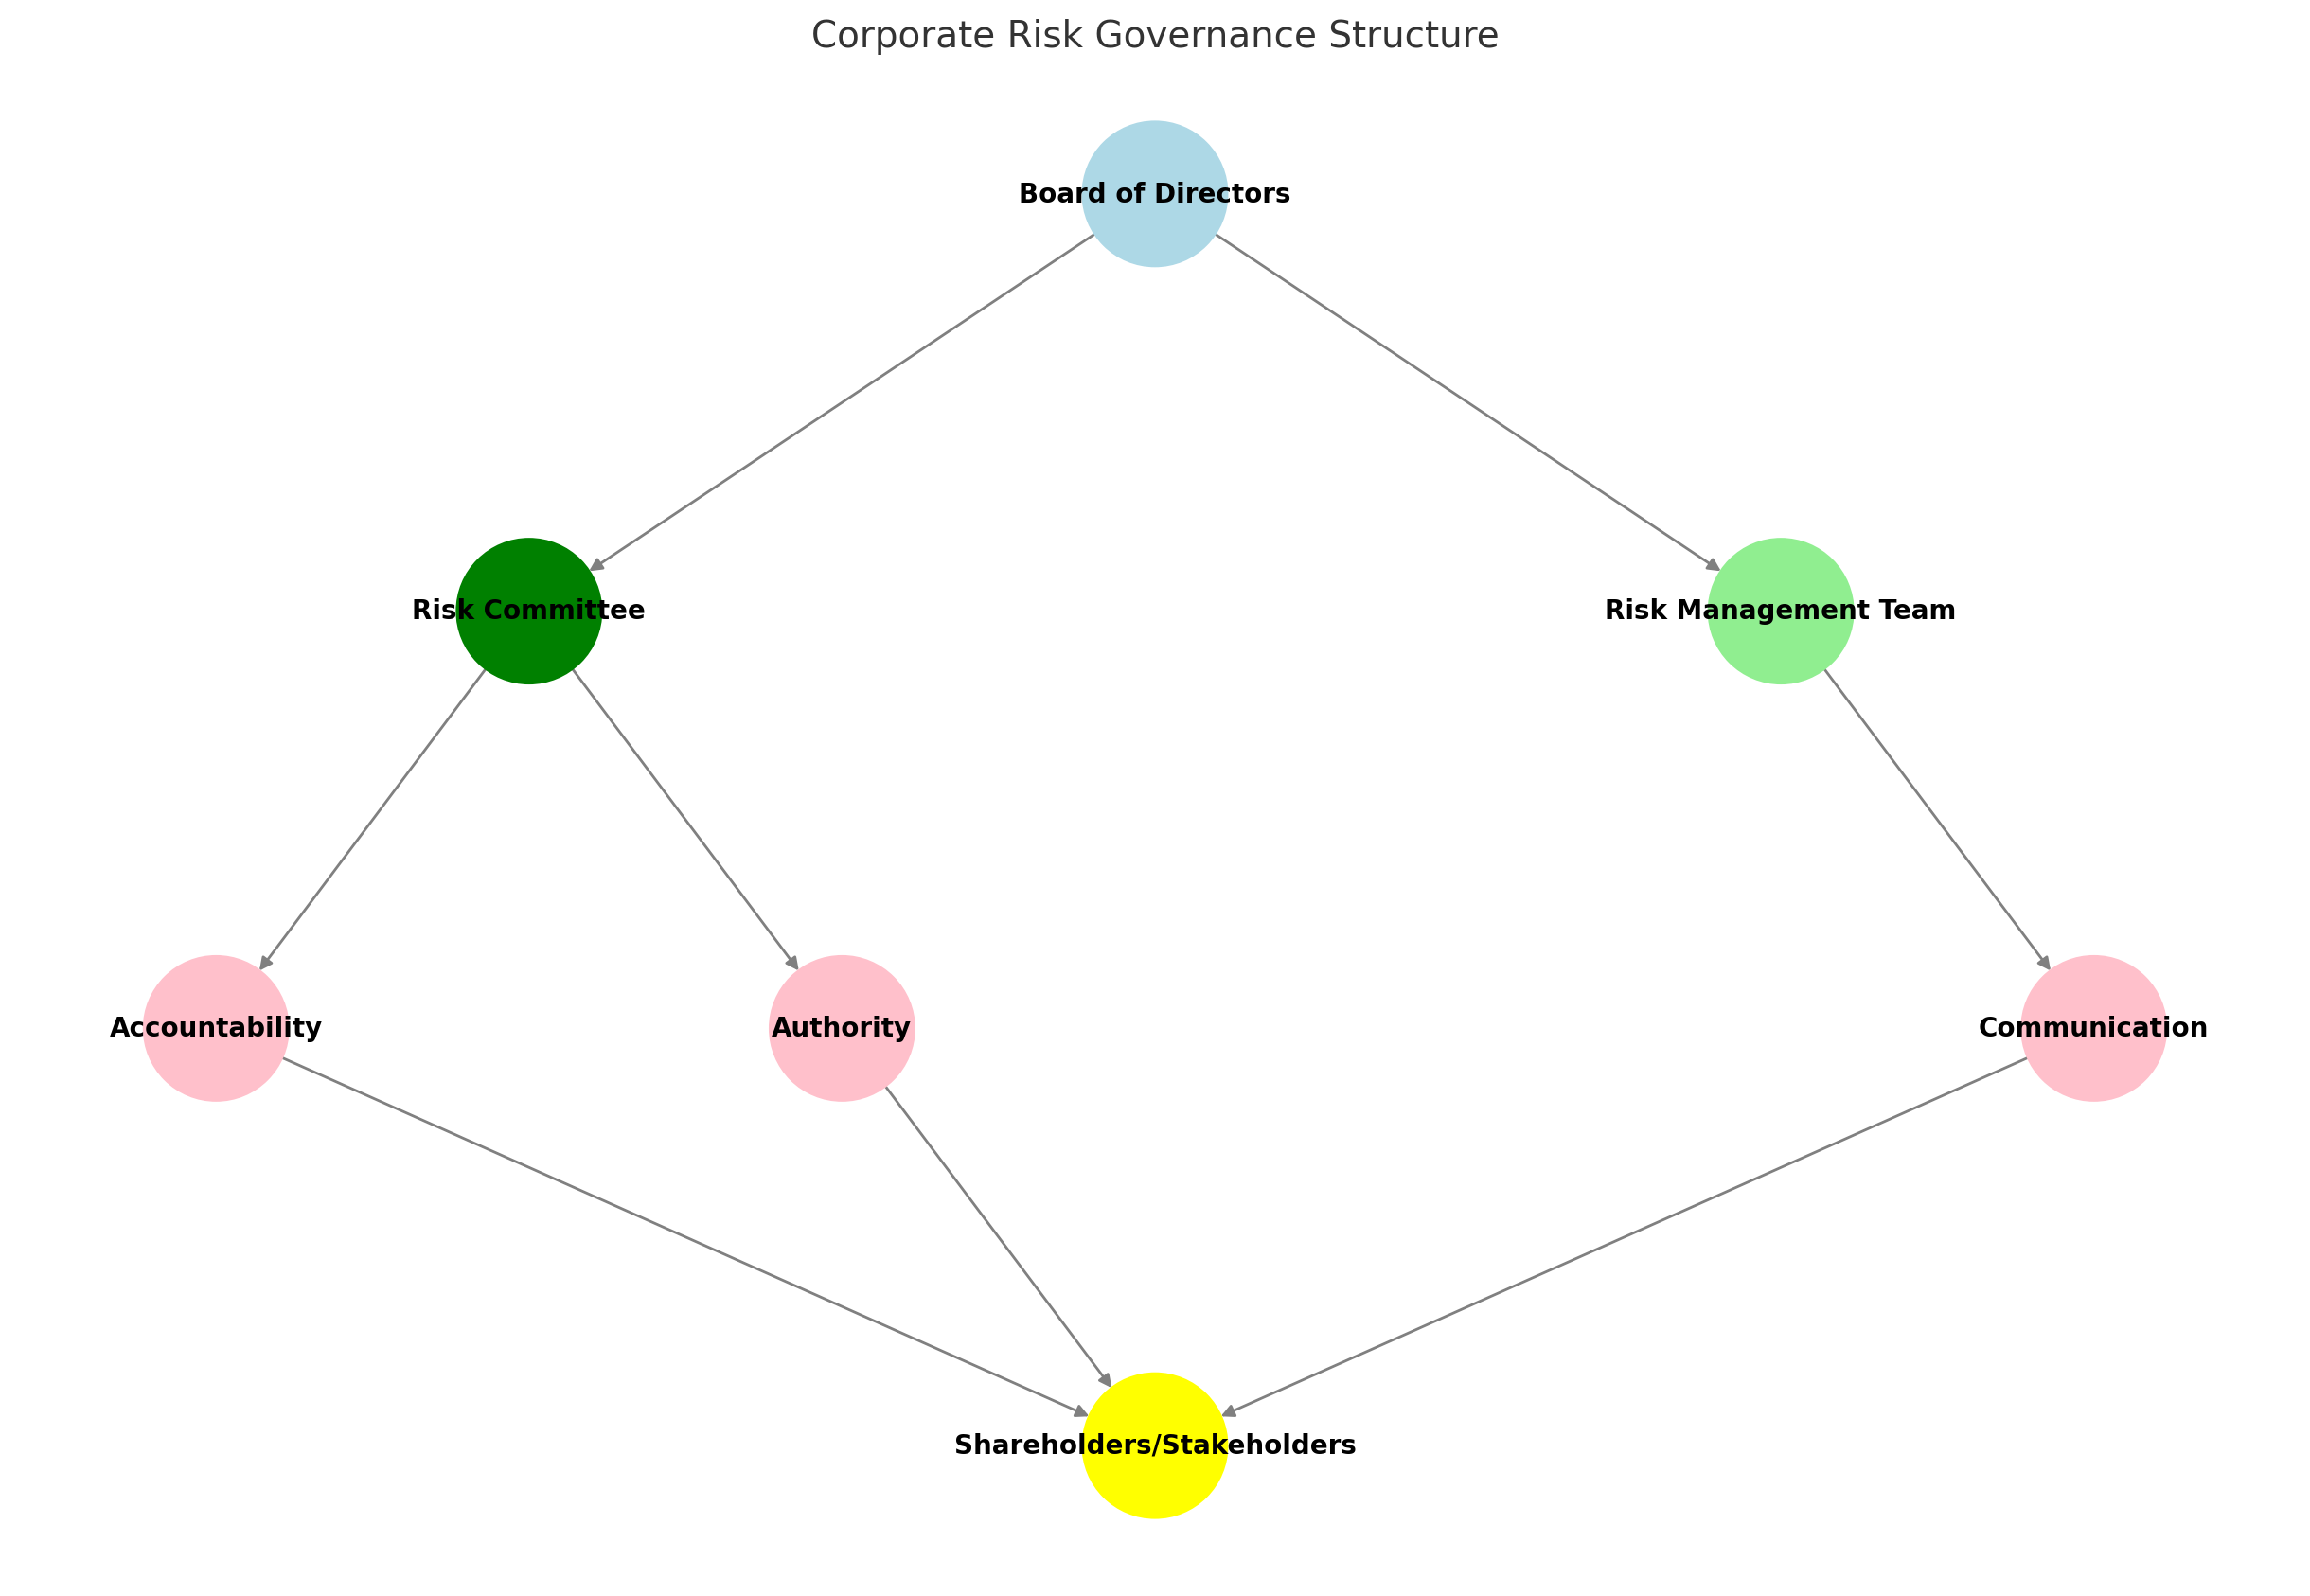 Corporate Risk Governance Structure
Board of Directors
Risk Committee
Risk Management Team
Accountability
Authority
Communication
Shareholders/Stakeholders